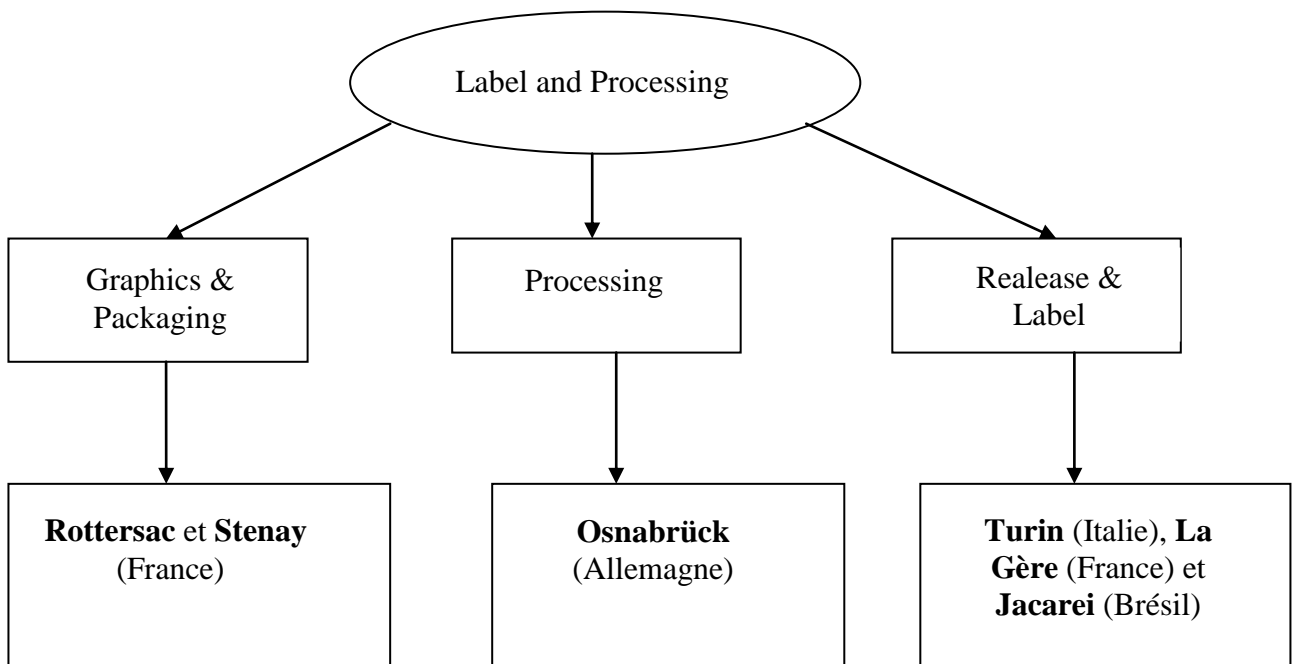 Label and Processing
Graphics &
Packaging
Processing
Realease &
Label
Rottersac et Stenay
(France)
Osnabrück
(Allemagne)
Turin (Italie), La
Gère (France) et
Jacarei (Brésil)